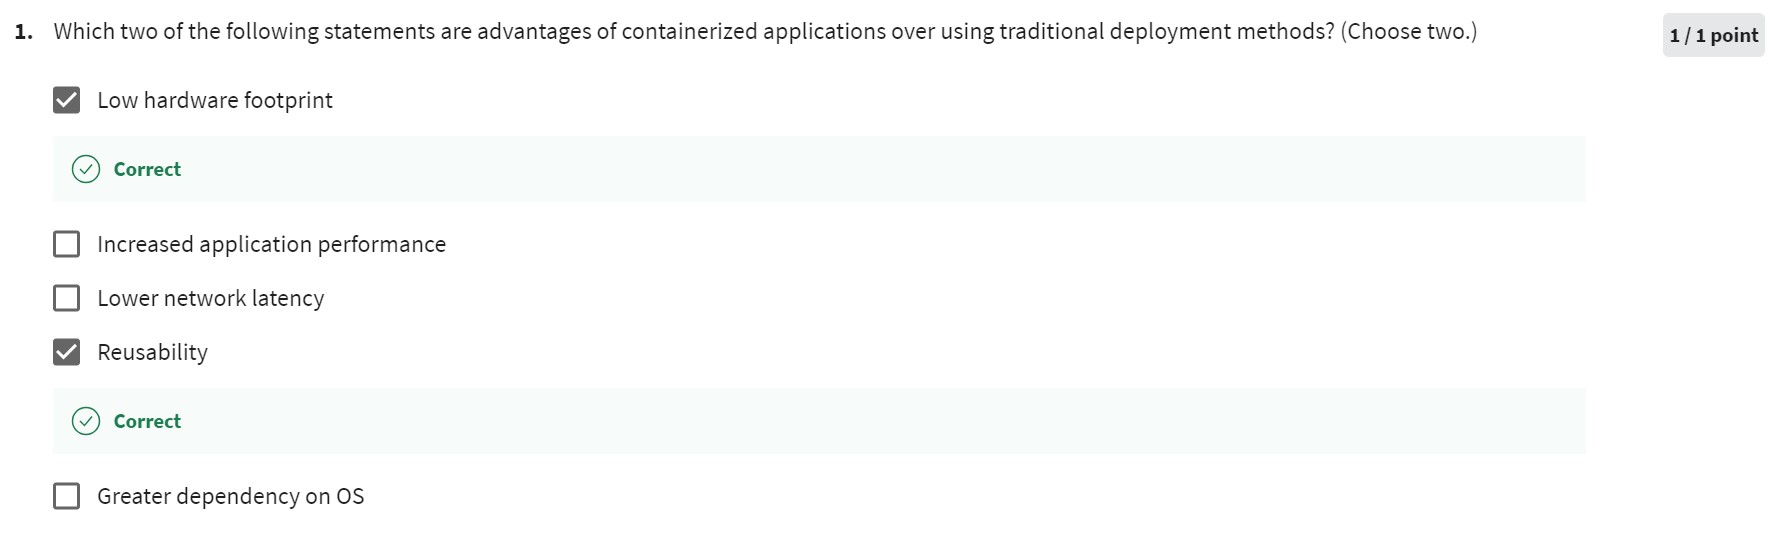 1. Which two of the following statements are advantages of containerized applications over using traditional deployment methods? (Choose two.)
1 / 1 point
Low hardware footprint
Correct
Increased application performance
Lower network latency
Reusability
Correct
Greater dependency on OS